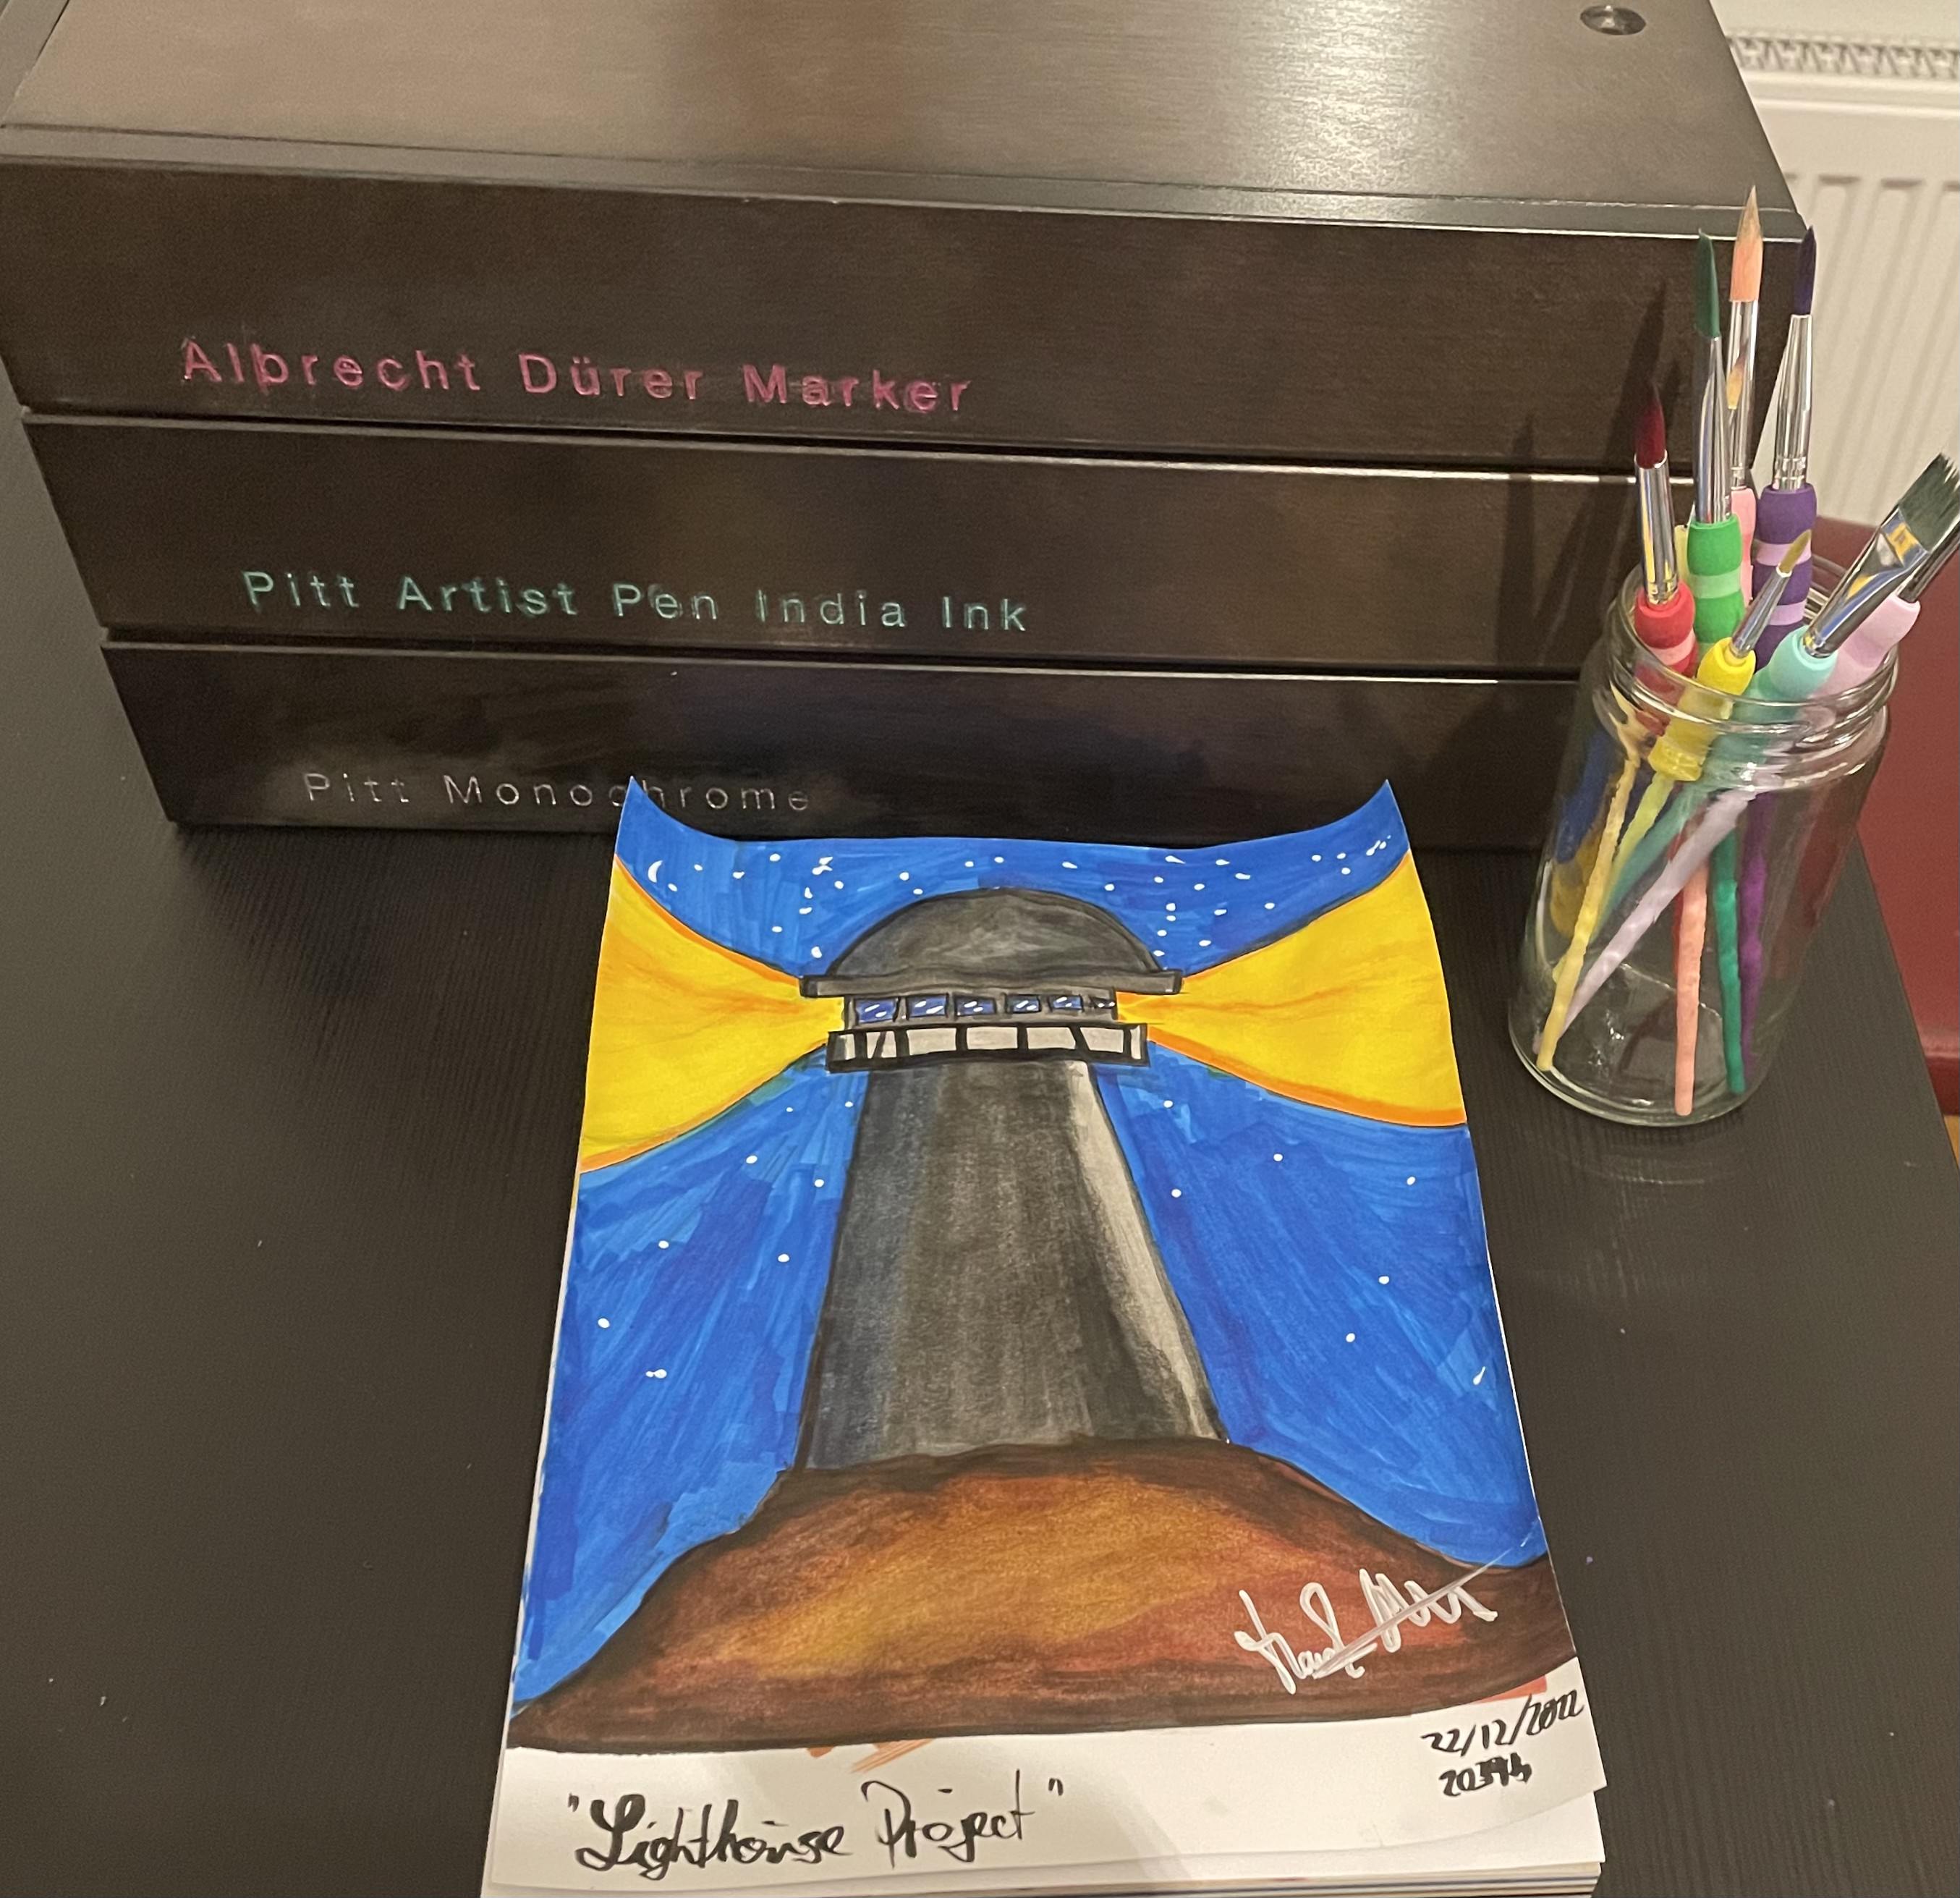 Albrecht Dürer Marker
Pitt Artist Pen India Ink
Pitt Monochrome
22/12/2022
"Lighthouse Project"